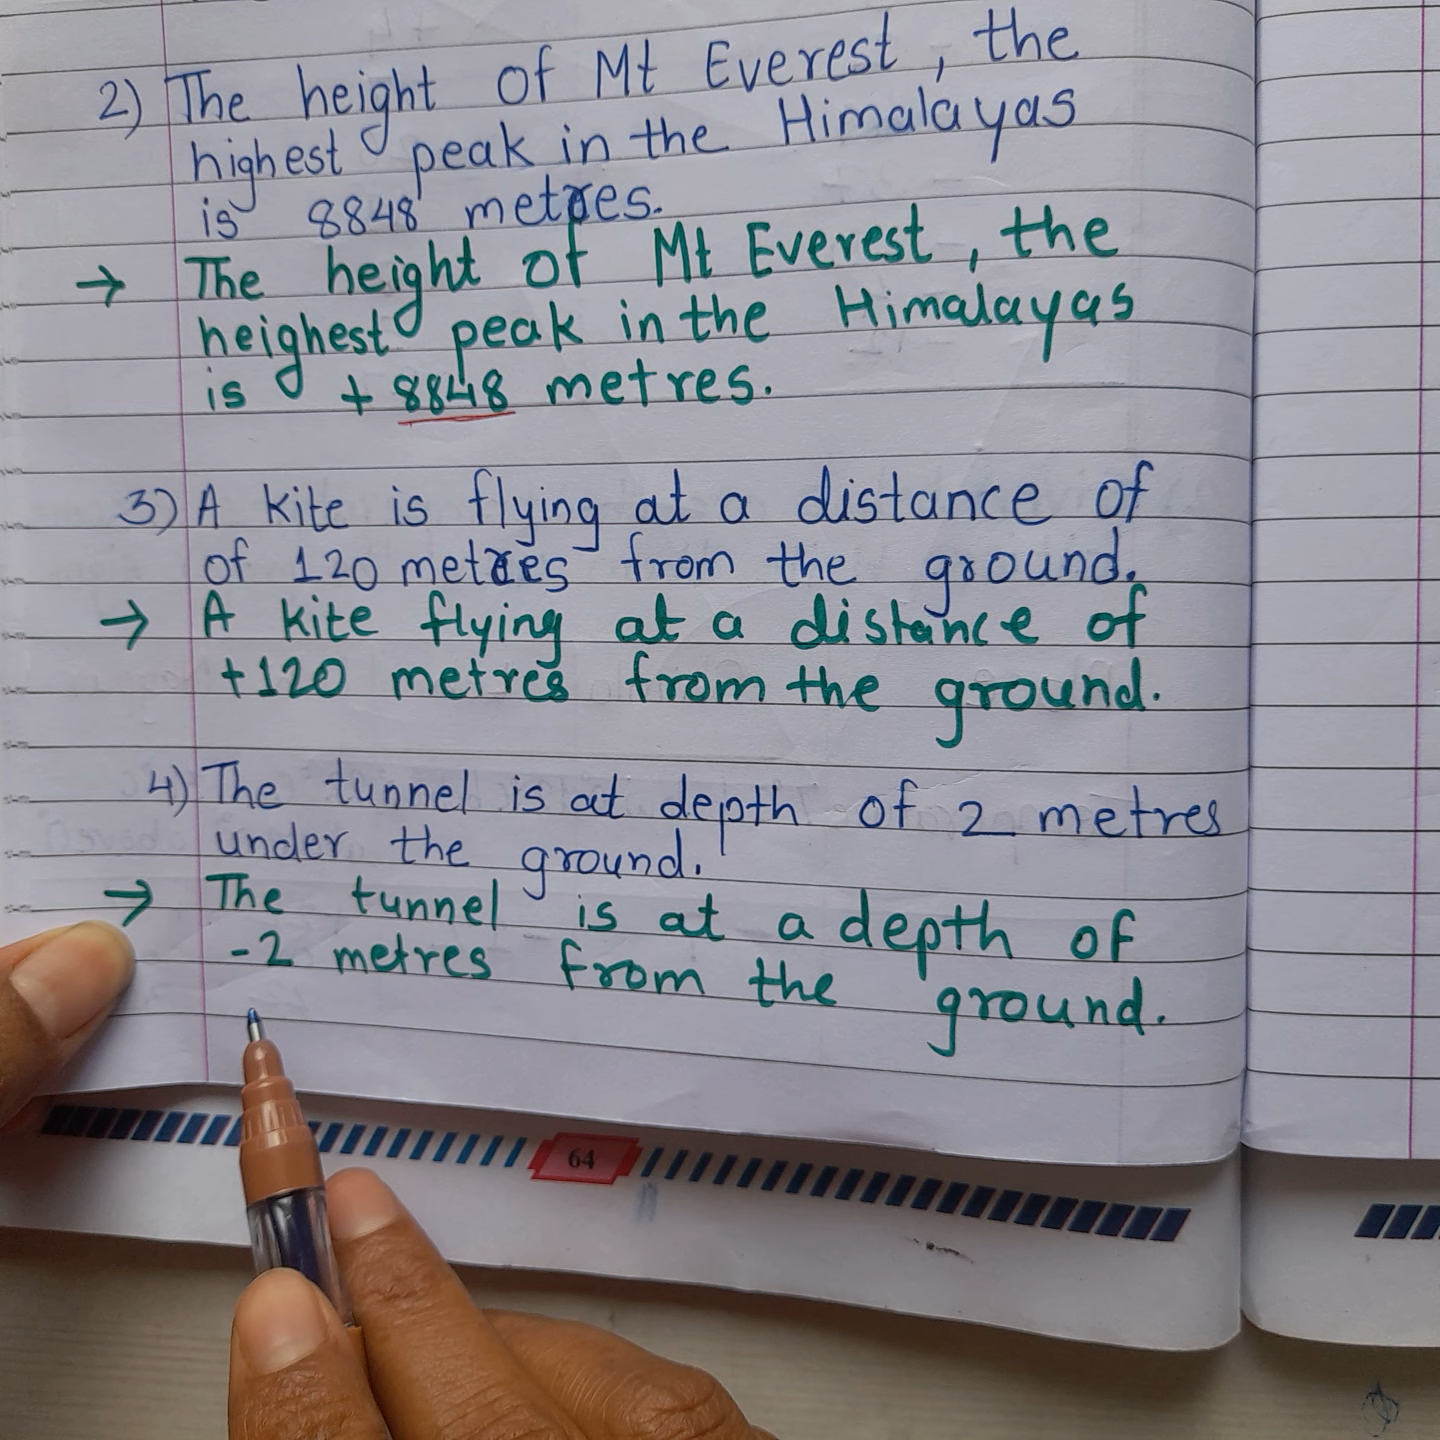 2) The height of Mt Everest, the
highest peak in the Himalayas
is 8848 metres.
→ The height of Mt Everest, the
heighest peak in the Himalayas
is +8848 metres.
3) A kite is flying at a distance of
of 120 metres from the ground.
→ A kite flying at a distance of
+120 metres from the ground.
4) The tunnel is at depth of 2 metres
under the ground.
→ The tunnel is at a depth of
-2 metres from the ground.
64